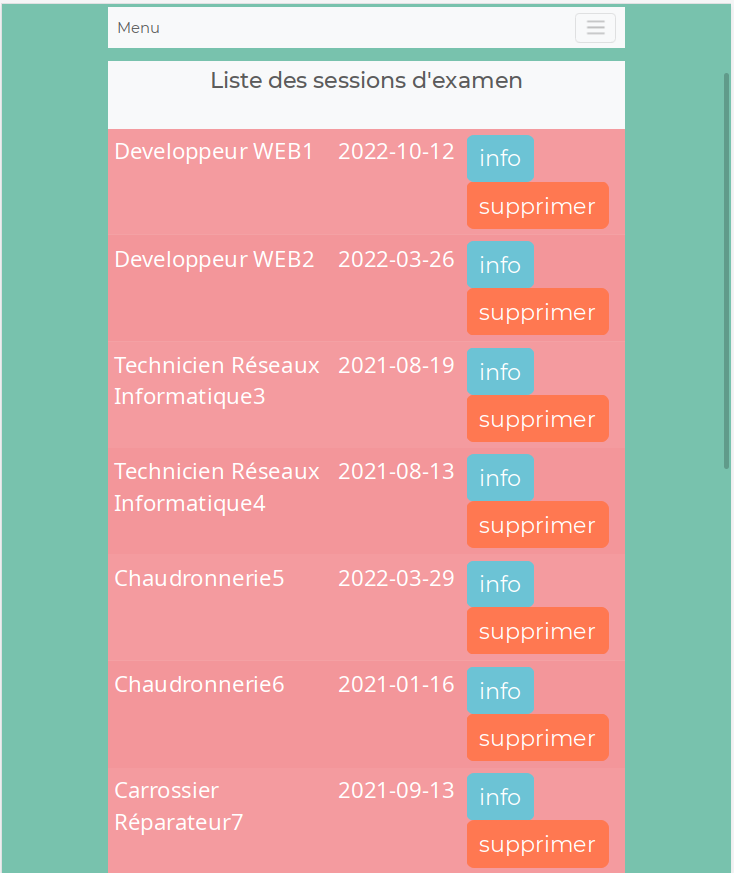 Menu
Liste des sessions d'examen
Developpeur WEB1 2022-10-12 info
supprimer
Developpeur WEB2 2022-03-26 info
supprimer
Technicien Réseaux 2021-08-19 info
Informatique3 supprimer
Technicien Réseaux 2021-08-13 info
Informatique4 supprimer
Chaudronnerie5 2022-03-29 info
supprimer
Chaudronnerie6 2021-01-16 info
supprimer
Carrossier 2021-09-13 info
Réparateur7 supprimer